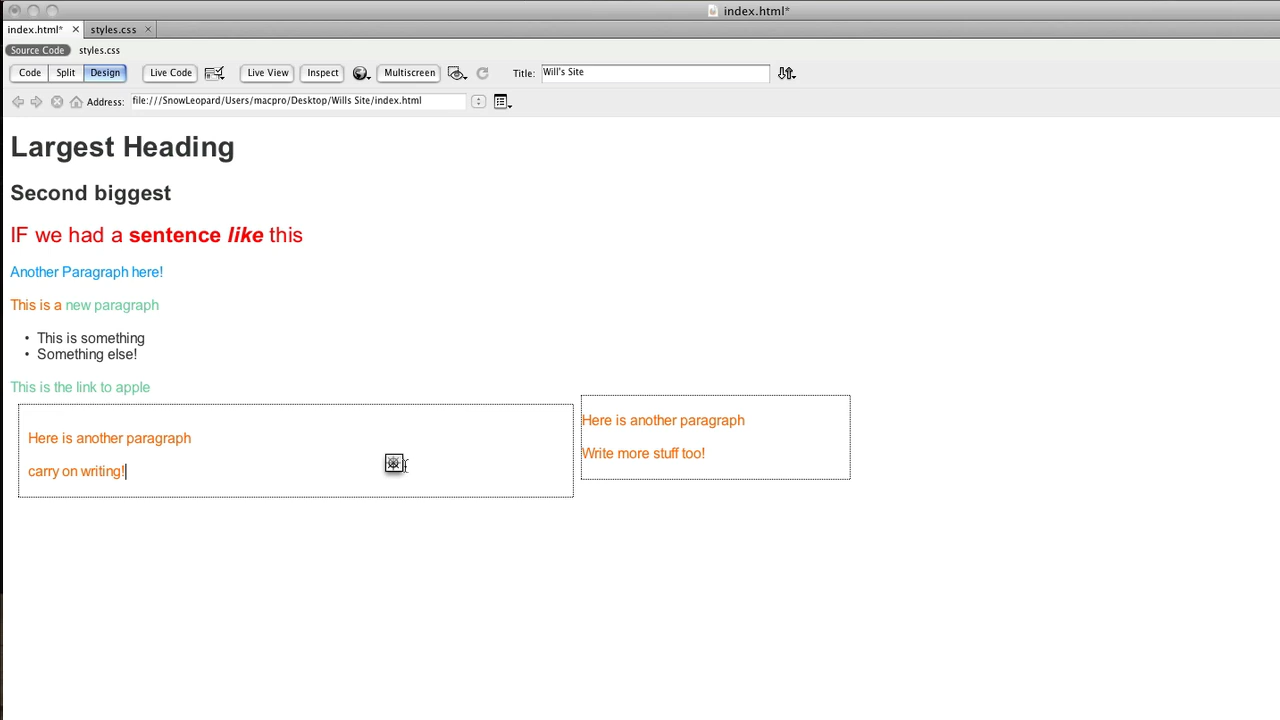 index.html*
index.html* styles.css
Source Code styles.css
Code Split Design Live Code Live View Inspect Multiscreen Title: Will's Site
Address: file:///SnowLeopard/Users/macpro/Desktop/Wills Site/index.html
Largest Heading
Second biggest
IF we had a sentence like this
Another Paragraph here!
This is a new paragraph
• This is something
• Something else!
This is the link to apple
Here is another paragraph
carry on writing!
Here is another paragraph
Write more stuff too!